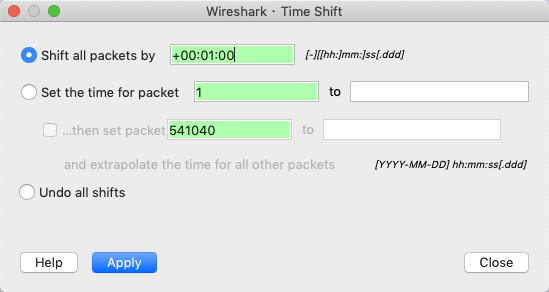 Wireshark · Time Shift
Shift all packets by +00:01:00 [-][[hh:]mm:]ss[.ddd]
Set the time for packet 1 to
...then set packet 541040 to
and extrapolate the time for all other packets [YYYY-MM-DD] hh:mm:ss[.ddd]
Undo all shifts
Help Apply Close